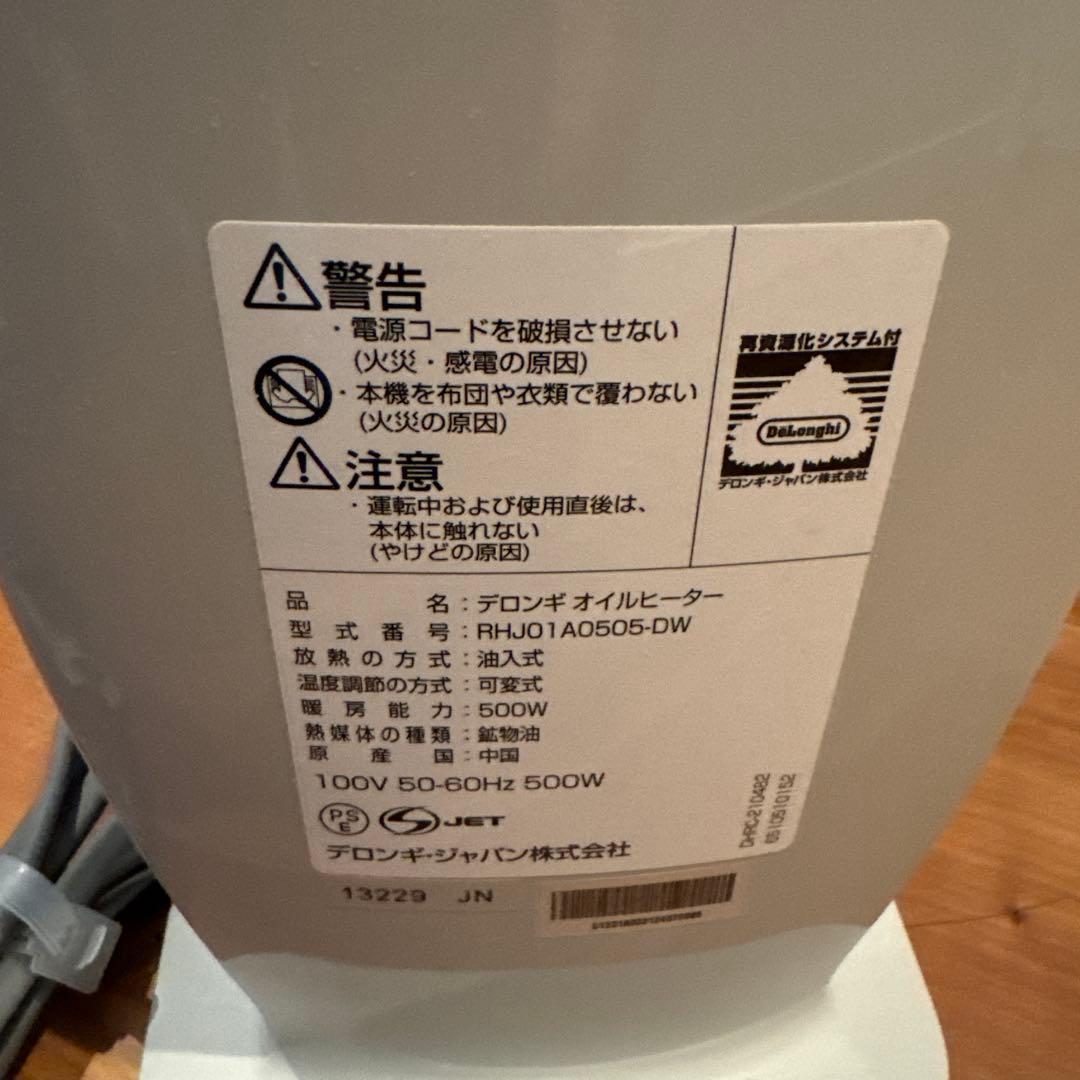 警告
・電源コードを破損させない
(火災・感電の原因)
・本機を布団や衣類で覆わない
(火災の原因)
注意
・運転中および使用直後は、
本体に触れない
(やけどの原因)
再資源化システム付
DeLonghi
デロンギ・ジャパン株式会社
品名:デロンギ オイルヒーター
型式番号:RHJ01A0505-DW
放熱の方式:油入式
温度調節の方式:可変式
暖房能力:500W
熱媒体の種類:鉱物油
原産国:中国
100V 50-60Hz 500W
PSE JET
デロンギ・ジャパン株式会社
DHRC-210482
6510510152
13229 JN